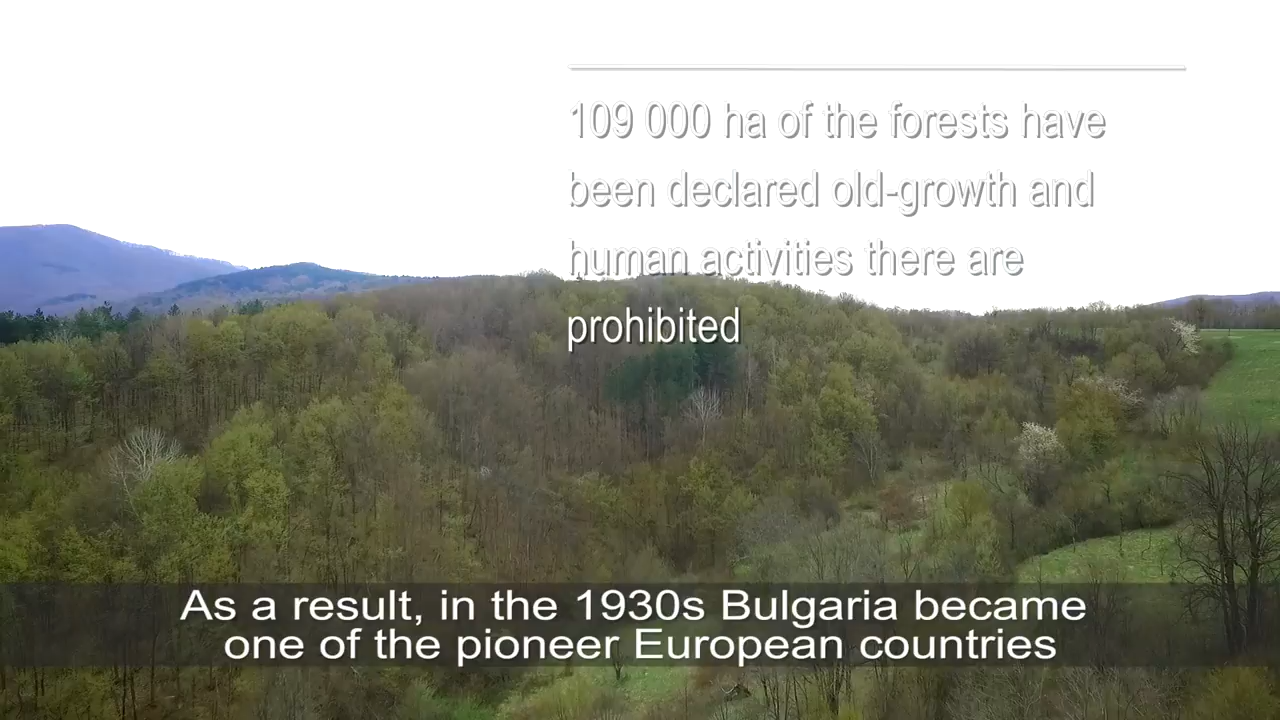 109 000 ha of the forests have
been declared old-growth and
human activities there are
prohibited
As a result, in the 1930s Bulgaria became
one of the pioneer European countries